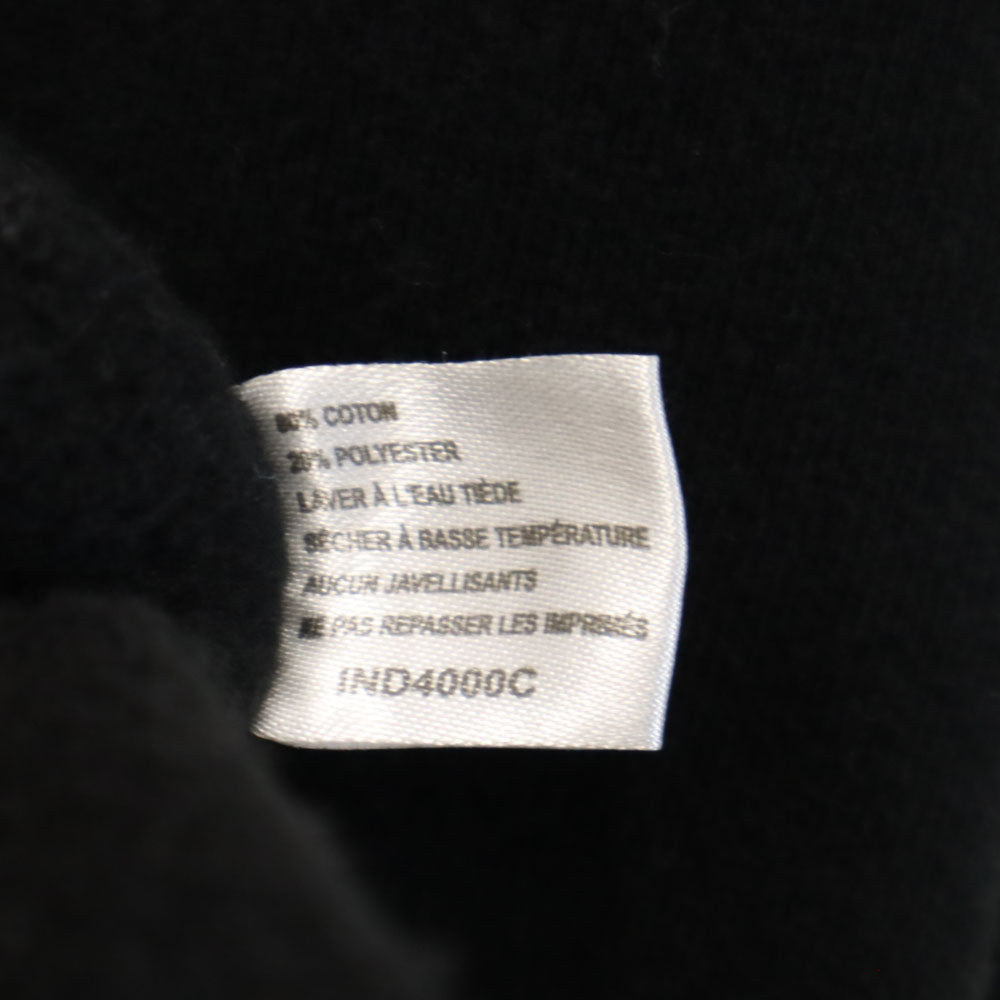 80% COTON
20% POLYESTER
LAVER À L'EAU TIÈDE
SÉCHER À BASSE TEMPÉRATURE
AUCUN JAVELLISANTS
NE PAS REPASSER LES IMPRIMÉS
IND4000C